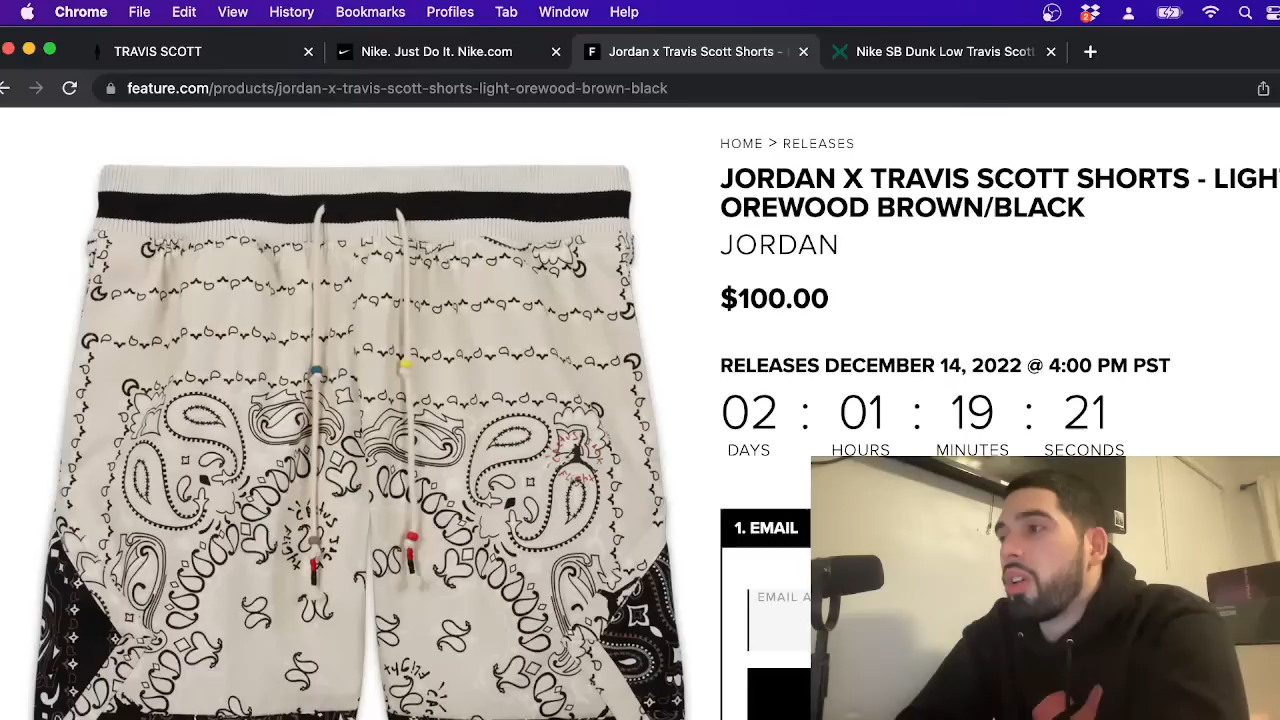 Chrome File Edit View History Bookmarks Profiles Tab Window Help
2
TRAVIS SCOTT
Nike. Just Do It. Nike.com
F Jordan x Travis Scott Shorts -
Nike SB Dunk Low Travis Scott
feature.com/products/jordan-x-travis-scott-shorts-light-orewood-brown-black
HOME > RELEASES
JORDAN X TRAVIS SCOTT SHORTS - LIGHT
OREWOOD BROWN/BLACK
JORDAN
$100.00
RELEASES DECEMBER 14, 2022 @ 4:00 PM PST
02 : 01 : 19 : 21
DAYS HOURS MINUTES SECONDS
1. EMAIL
EMAIL A